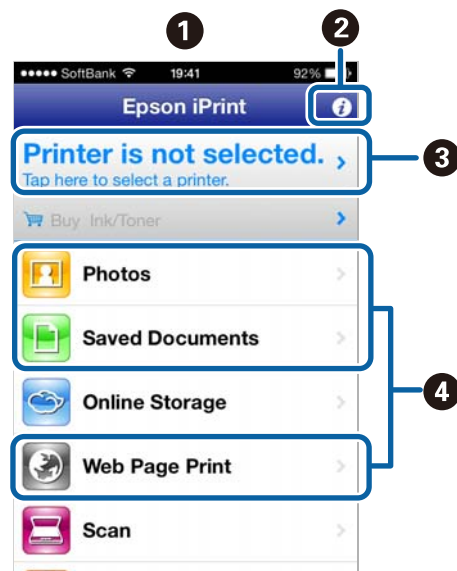 1
2
●●●●● SoftBank 19:41 92%
Epson iPrint i
Printer is not selected.
Tap here to select a printer.
3
Buy Ink/Toner
Photos
Saved Documents
Online Storage
4
Web Page Print
Scan